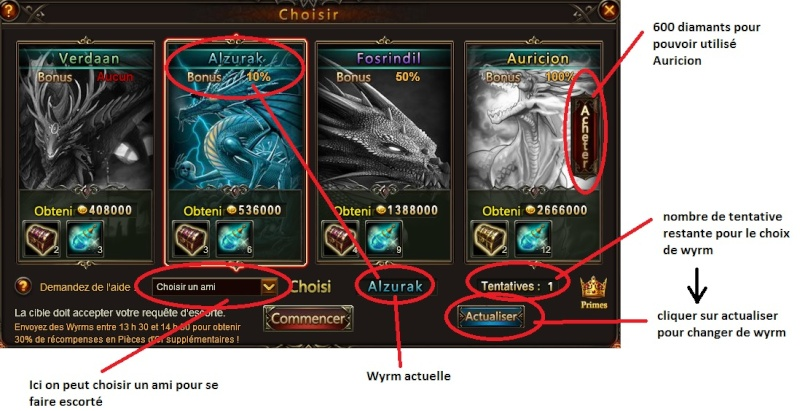 Choisir
Verdaan
Bonus Aucun
Alzurak
Bonus 10%
Fosrindil
Bonus 50%
Auricion
Bonus 100%
Acheter
Obteni 408000
2
3
Obteni 536000
3
6
Obteni 1388000
4
9
Obteni 2666000
2
12
? Demandez de l'aide :
Choisir un ami
Choisi
Alzurak
Tentatives : 1
Primes
La cible doit accepter votre requête d'escorte.
Envoyez des Wyrms entre 13 h 30 et 14 h 30 pour obtenir
30% de récompenses en Pièces d'Or supplémentaires !
Commencer
Actualiser
600 diamants pour
pouvoir utilisé
Auricion
nombre de tentative
restante pour le choix
de wyrm
cliquer sur actualiser
pour changer de wyrm
Wyrm actuelle
Ici on peut choisir un ami pour se
faire escorté